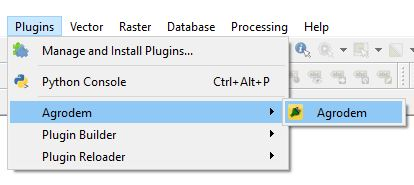 Plugins Vector Raster Database Processing Help
Manage and Install Plugins...
Python Console Ctrl+Alt+P
Agrodem Agrodem
Plugin Builder
Plugin Reloader